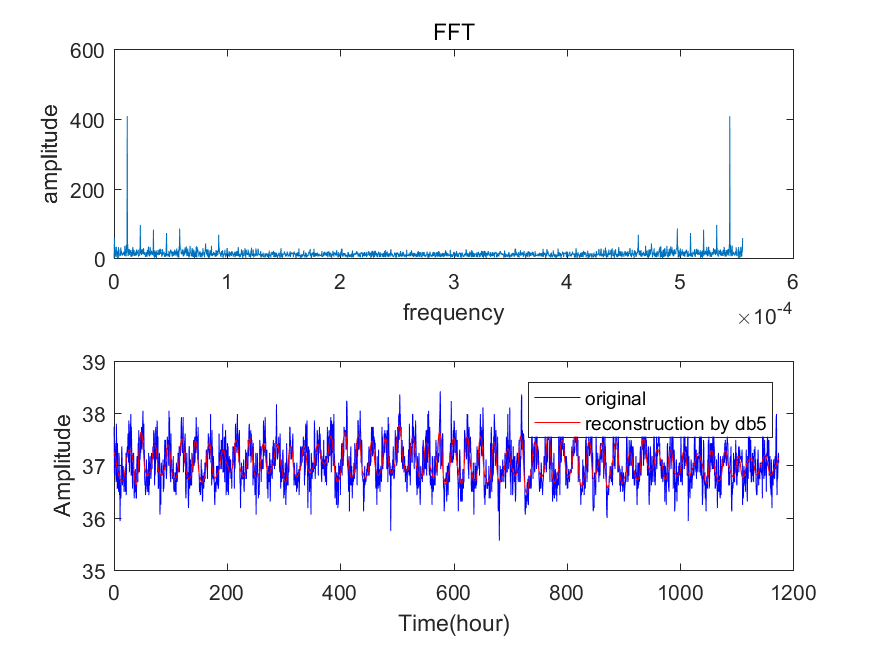 FFT
600
400
200
0
amplitude
0 1 2 3 4 5 6
frequency
×10-4
39
38
37
36
35
Amplitude
original
reconstruction by db5
0 200 400 600 800 1000 1200
Time(hour)